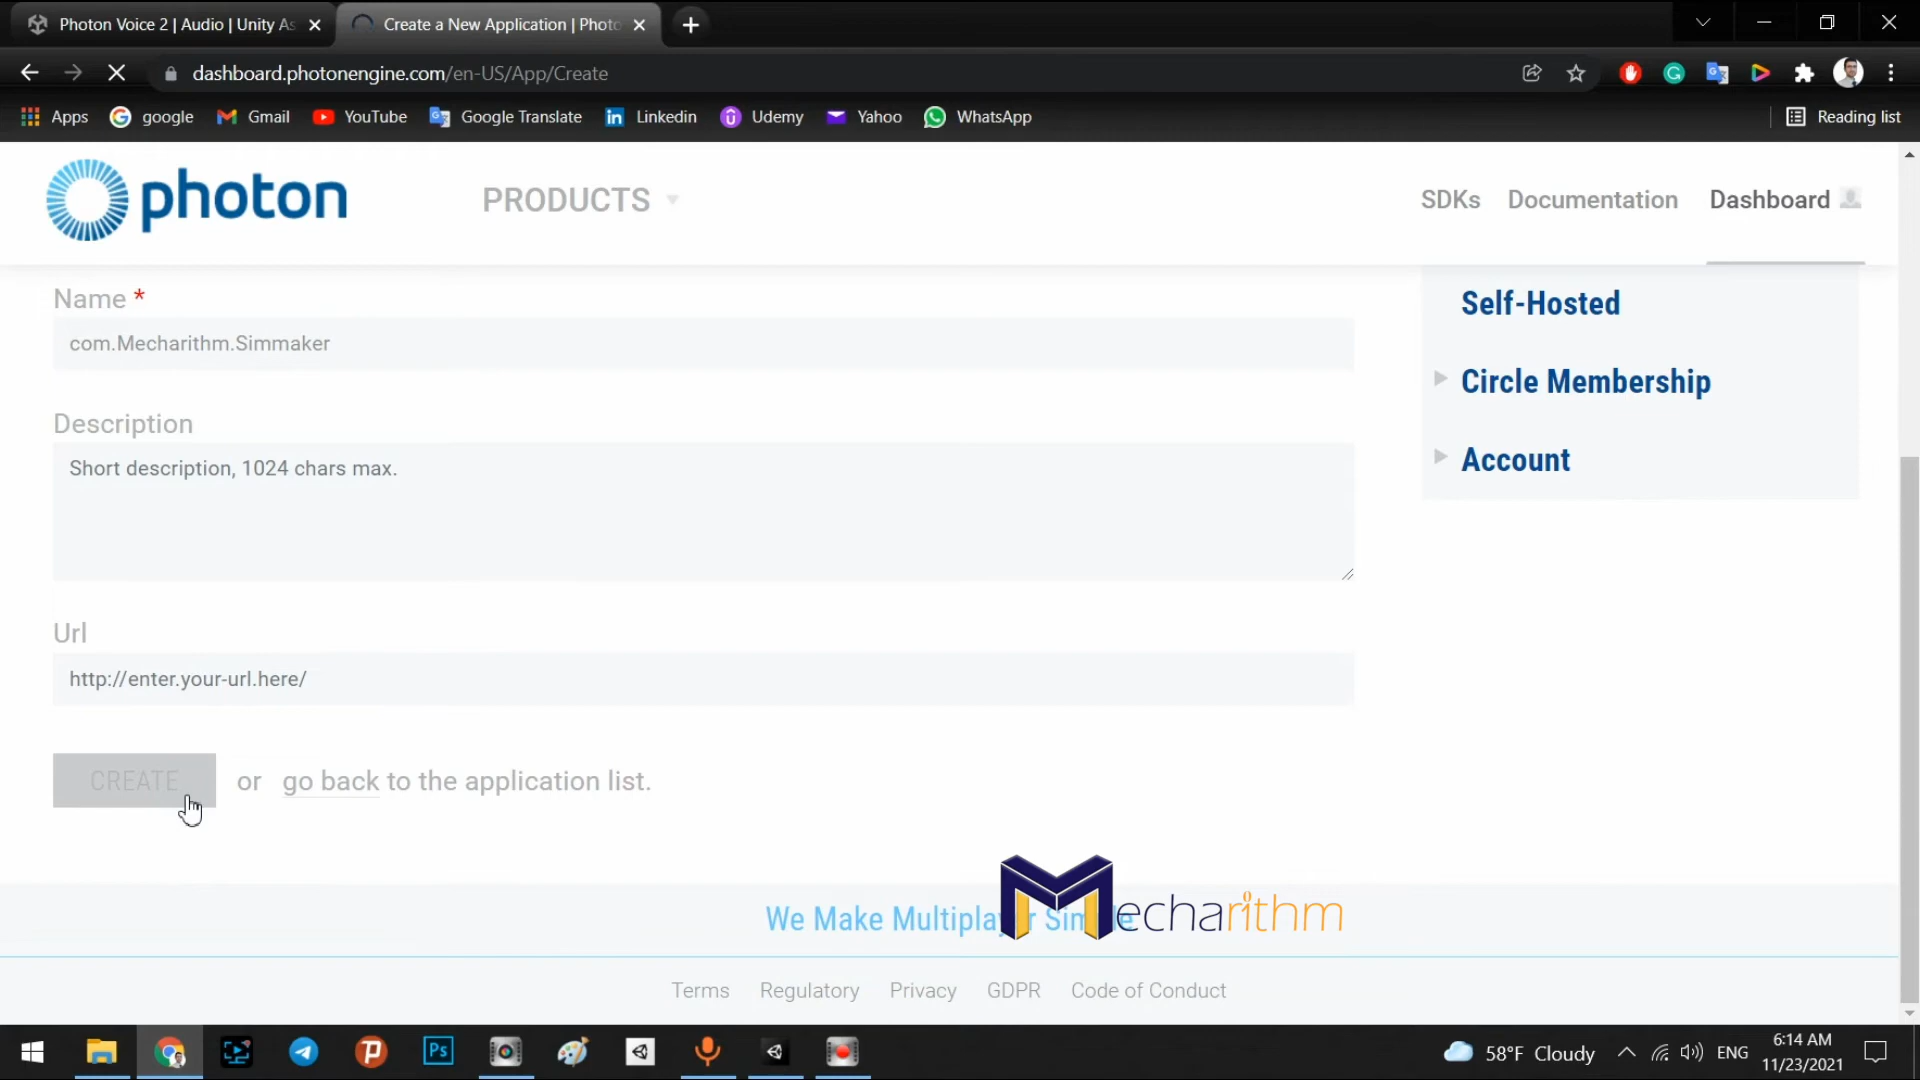 Photon Voice 2 | Audio | Unity As
Create a New Application | Photo
dashboard.photonengine.com/en-US/App/Create
Apps
google
Gmail
YouTube
Google Translate
Linkedin
Udemy
Yahoo
WhatsApp
Reading list
photon
PRODUCTS
SDKs
Documentation
Dashboard
Name *
com.Mecharithm.Simmaker
Description
Short description, 1024 chars max.
Url
http://enter.your-url.here/
CREATE or go back to the application list.
Self-Hosted
Circle Membership
Account
We Make Multiplayer Simple
Mecharithm
Terms
Regulatory
Privacy
GDPR
Code of Conduct
Ps
58°F Cloudy
ENG
6:14 AM
11/23/2021